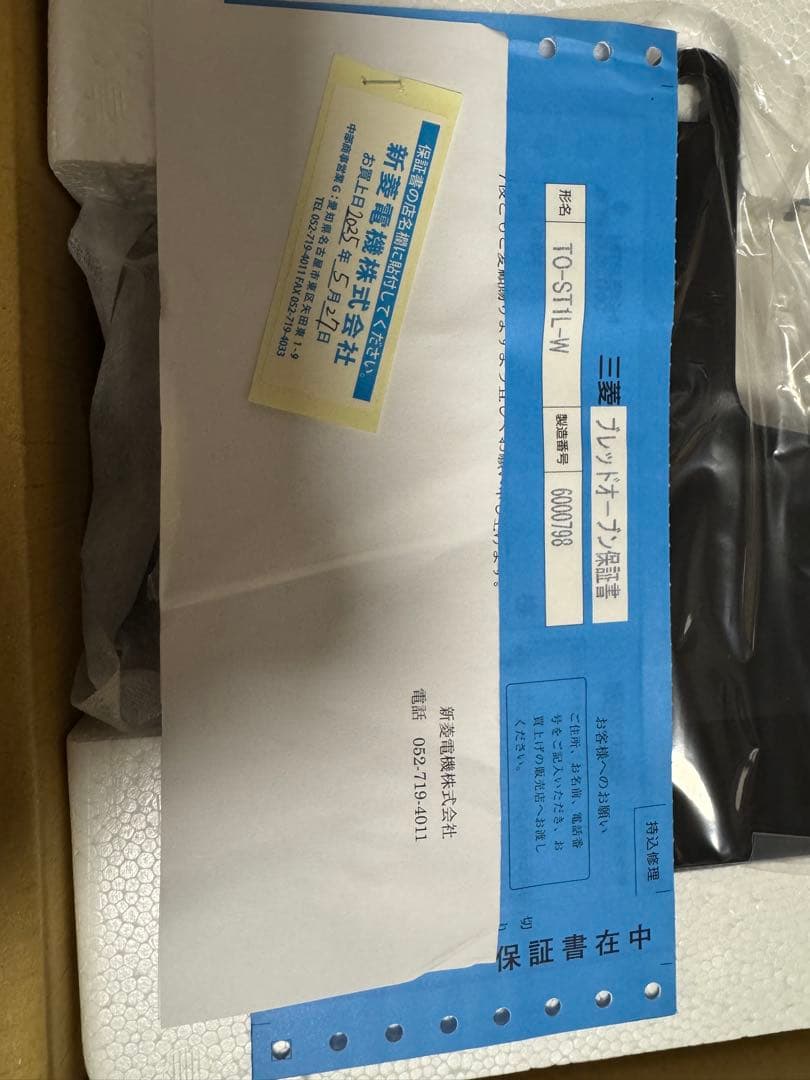 三菱 ブレッドオーブン保証書
形名 TO-ST1L-W 製造番号 6000798
持込修理
お客様へのお願い
ご住所、お名前、電話番
号をご記入いただき、お
買上げの販売店へお渡し
ください。
保証書在中
切
保証書の店名欄に貼付してください。
新菱電機株式会社
お買上日2025年5月27日
中部商事営業G:愛知県名古屋市東区矢田東1-9
TEL 052-719-4011 FAX 052-719-4033
新菱電機株式会社
電話 052-719-4011